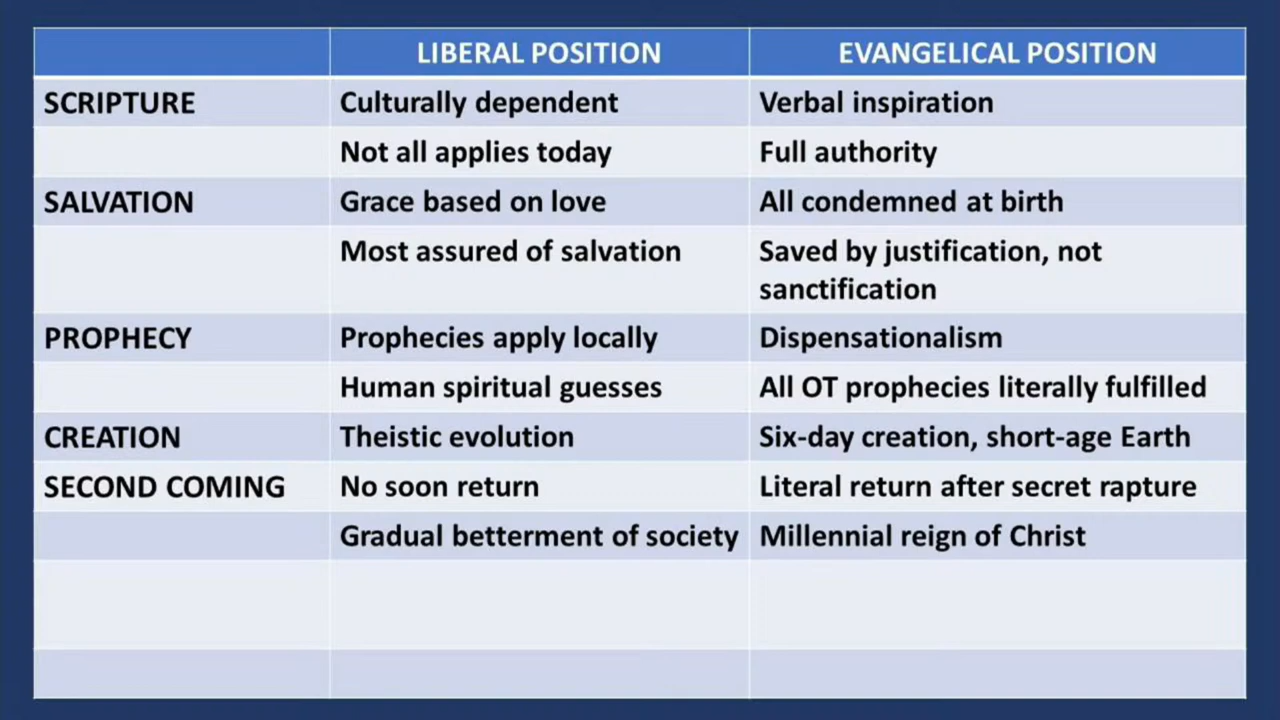 LIBERAL POSITION EVANGELICAL POSITION
SCRIPTURE Culturally dependent Verbal inspiration
Not all applies today Full authority
SALVATION Grace based on love All condemned at birth
Most assured of salvation Saved by justification, not
sanctification
PROPHECY Prophecies apply locally Dispensationalism
Human spiritual guesses All OT prophecies literally fulfilled
CREATION Theistic evolution Six-day creation, short-age Earth
SECOND COMING No soon return Literal return after secret rapture
Gradual betterment of society Millennial reign of Christ